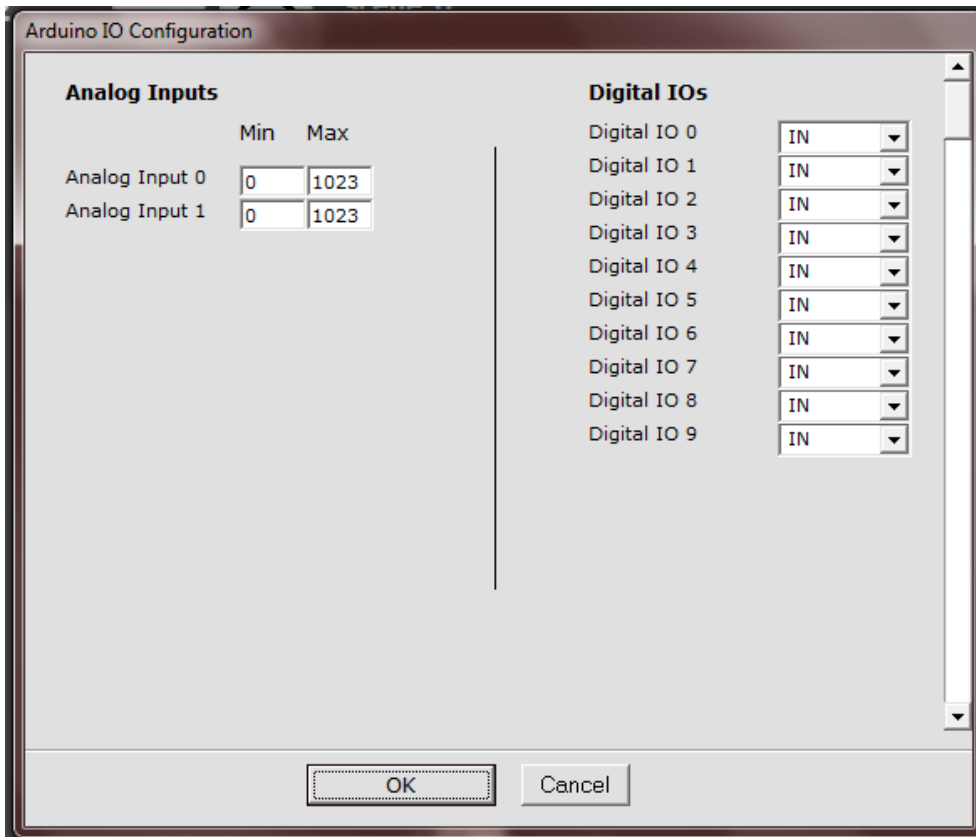 Arduino IO Configuration
Analog Inputs
Min Max
Analog Input 0 0 1023
Analog Input 1 0 1023
Digital IOs
Digital IO 0 IN
Digital IO 1 IN
Digital IO 2 IN
Digital IO 3 IN
Digital IO 4 IN
Digital IO 5 IN
Digital IO 6 IN
Digital IO 7 IN
Digital IO 8 IN
Digital IO 9 IN
OK Cancel